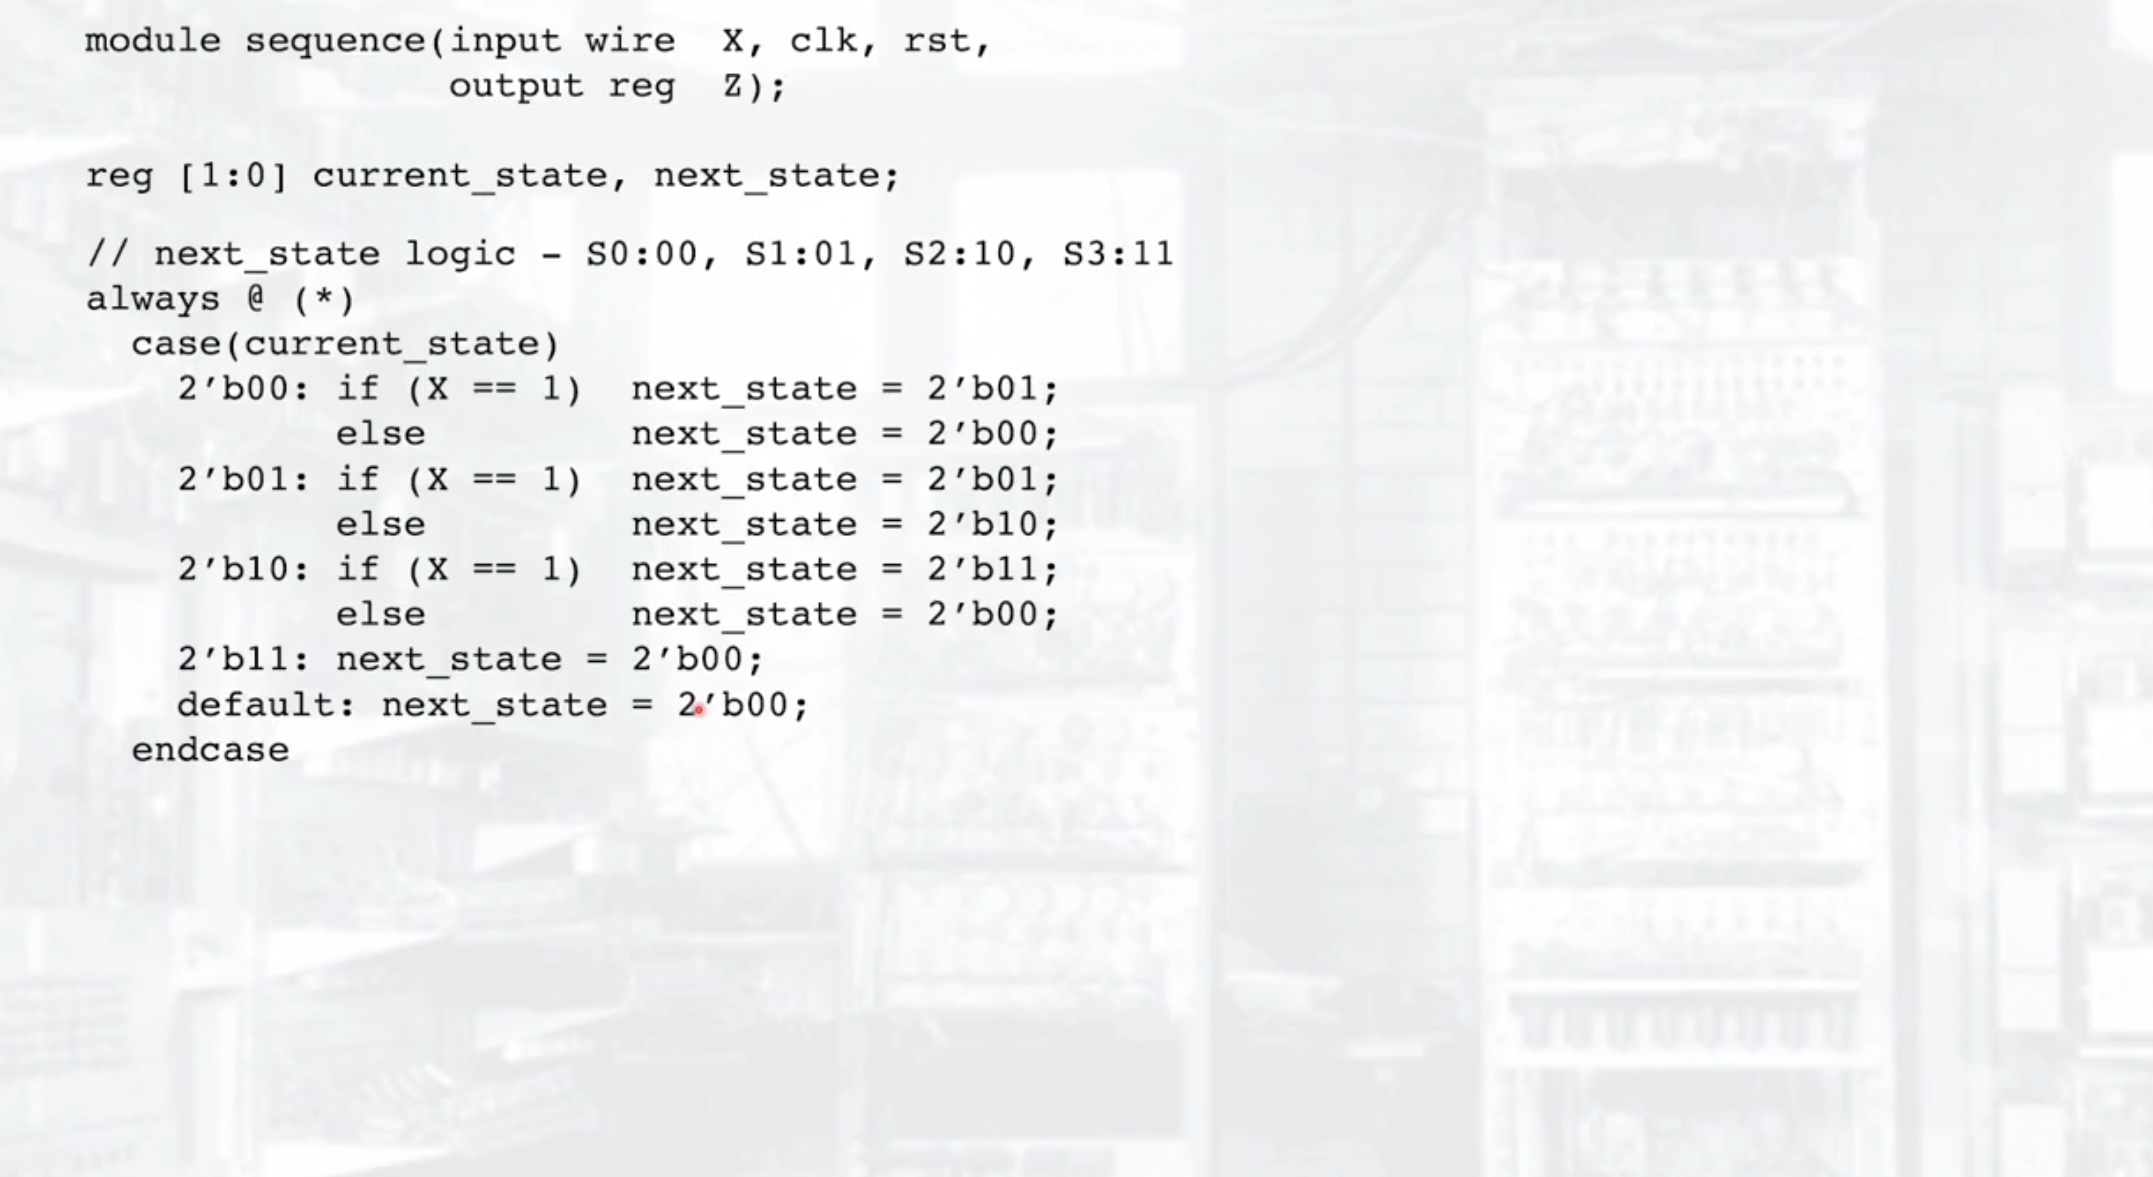 module sequence(input wire  X, clk, rst,
                output reg  Z);
reg [1:0] current_state, next_state;
// next_state logic – S0:00, S1:01, S2:10, S3:11
always @ (*)
  case(current_state)
    2’b00: if (X == 1)  next_state = 2’b01;
           else         next_state = 2’b00;
    2’b01: if (X == 1)  next_state = 2’b01;
           else         next_state = 2’b10;
    2’b10: if (X == 1)  next_state = 2’b11;
           else         next_state = 2’b00;
    2’b11: next_state = 2’b00;
    default: next_state = 2’b00;
  endcase